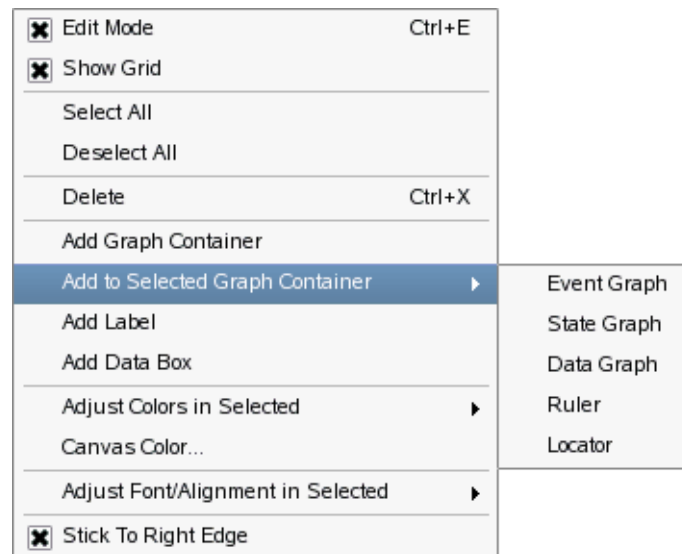 Edit Mode Ctrl+E
Show Grid
Select All
Deselect All
Delete Ctrl+X
Add Graph Container
Add to Selected Graph Container
Event Graph
State Graph
Data Graph
Ruler
Locator
Add Label
Add Data Box
Adjust Colors in Selected
Canvas Color...
Adjust Font/Alignment in Selected
Stick To Right Edge